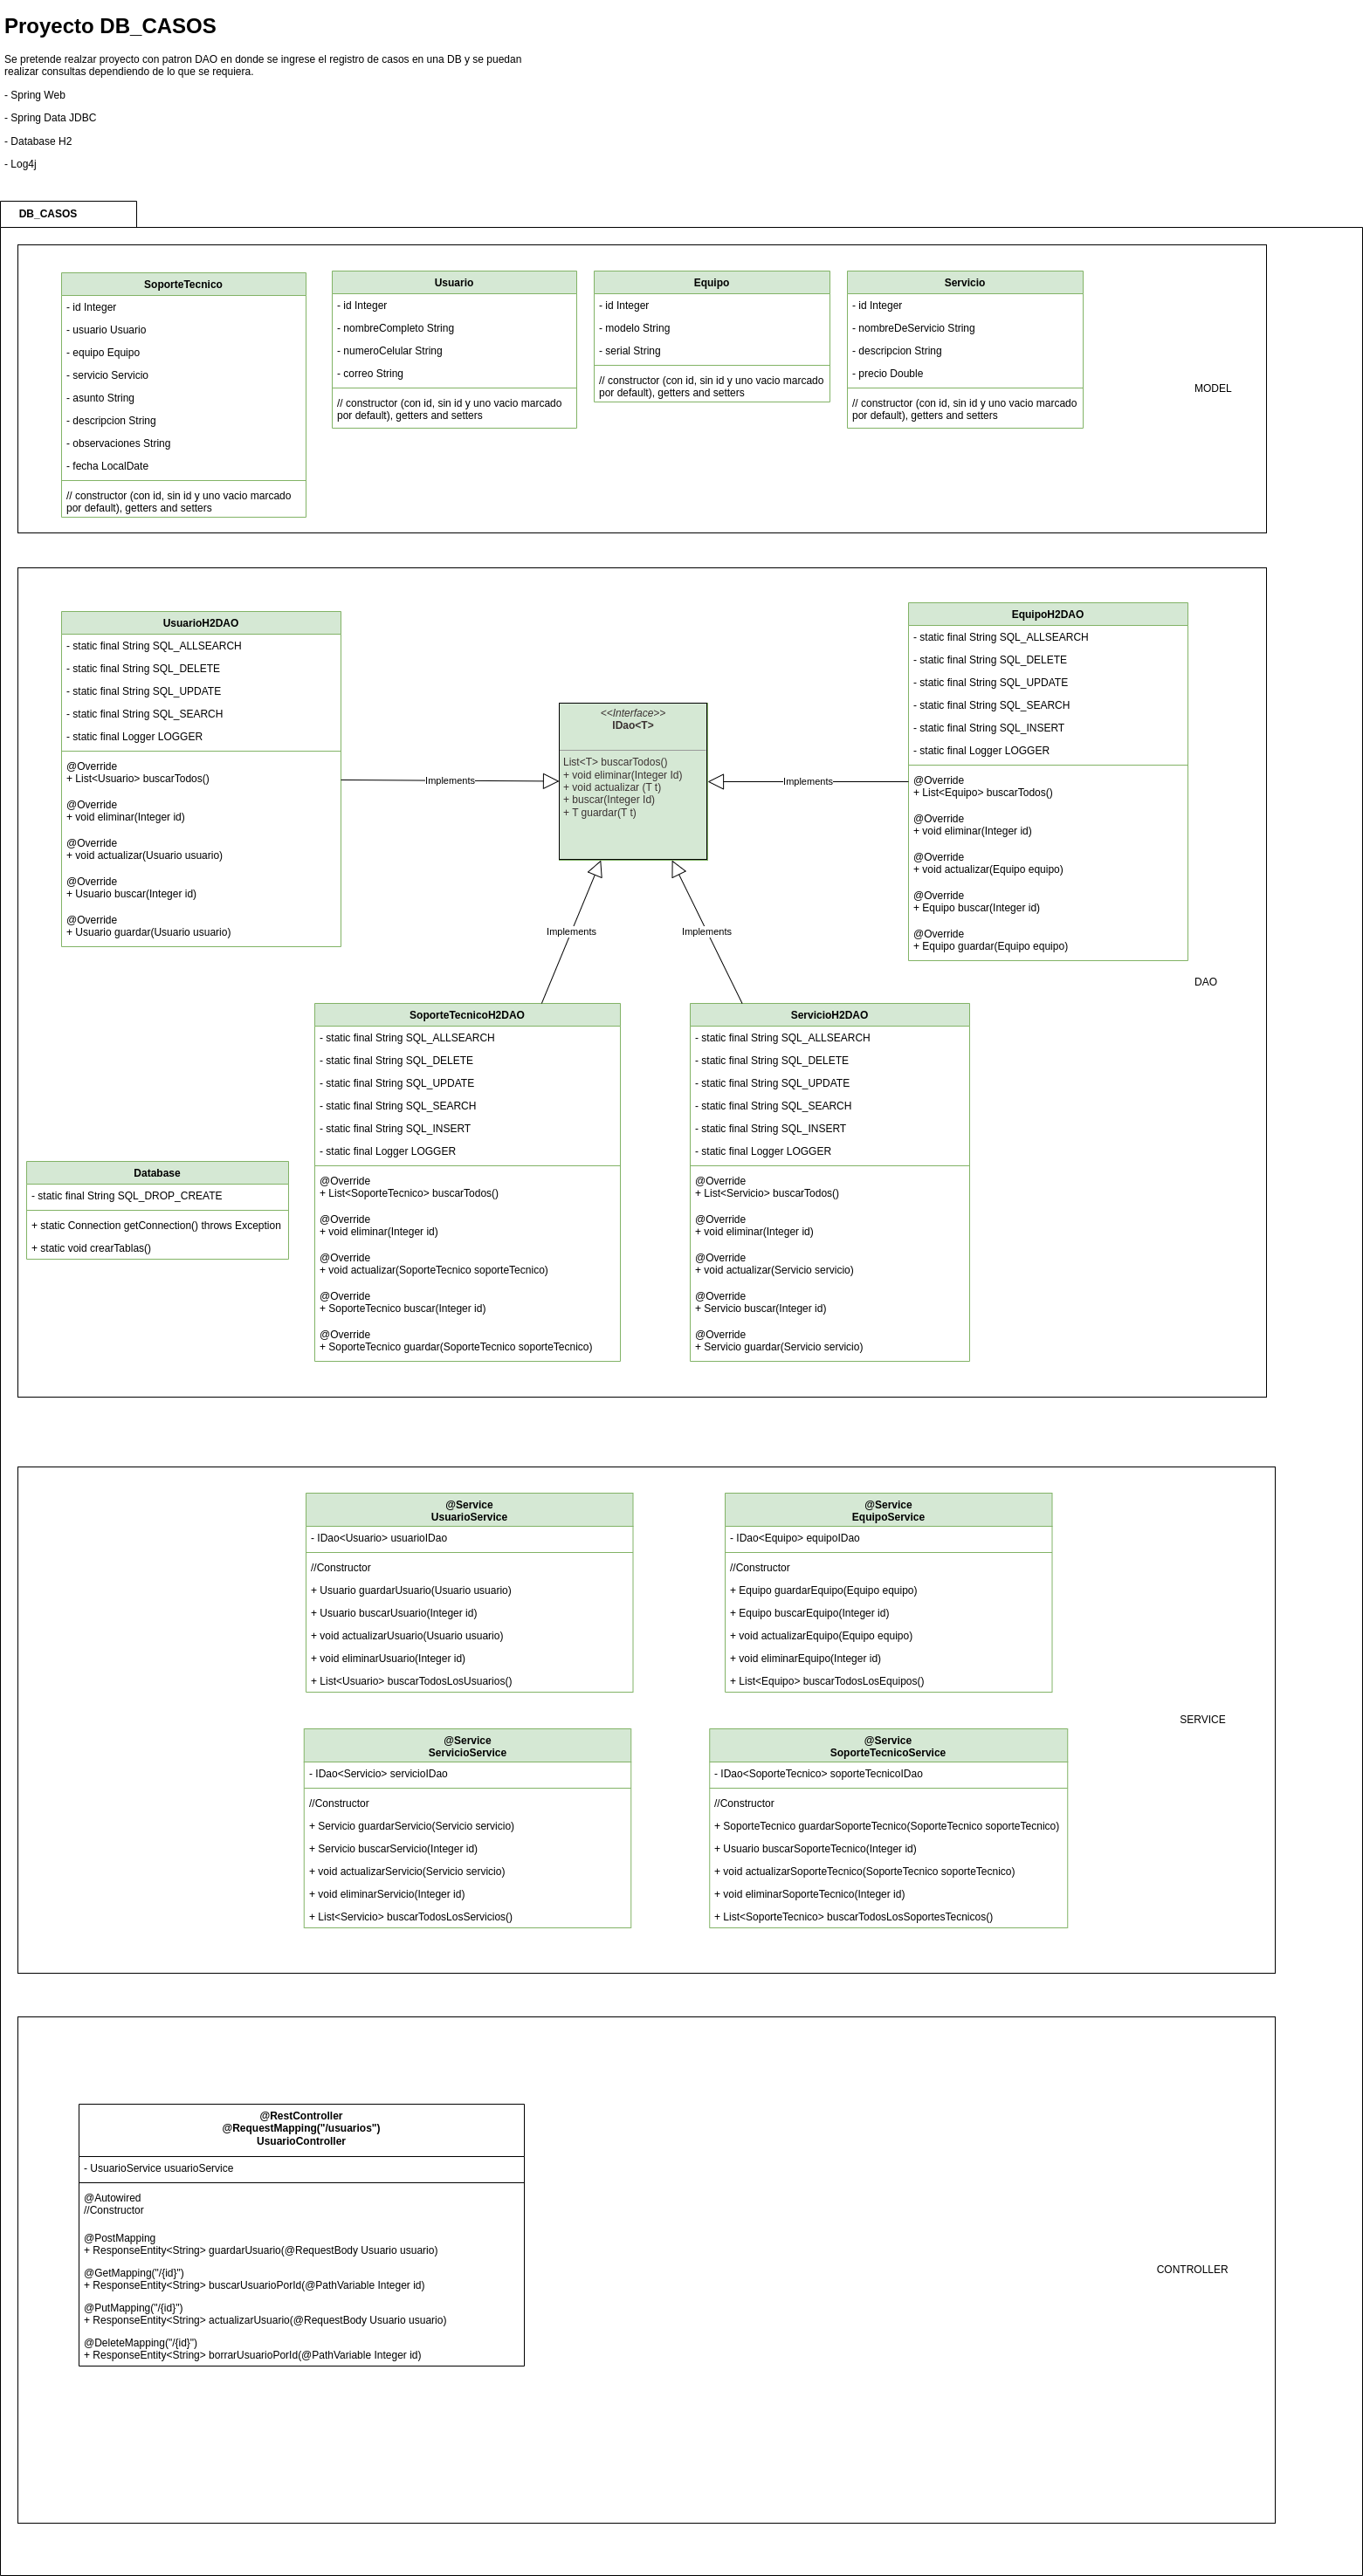 Proyecto DB_CASOS
Se pretende realzar proyecto con patron DAO en donde se ingrese el registro de casos en una DB y se puedan
realizar consultas dependiendo de lo que se requiera.
- Spring Web
- Spring Data JDBC
- Database H2
- Log4j
DB_CASOS
SoporteTecnico
- id Integer
- usuario Usuario
- equipo Equipo
- servicio Servicio
- asunto String
- descripcion String
- observaciones String
- fecha LocalDate
// constructor (con id, sin id y uno vacio marcado
por default), getters and setters
Usuario
- id Integer
- nombreCompleto String
- numeroCelular String
- correo String
// constructor (con id, sin id y uno vacio marcado
por default), getters and setters
Equipo
- id Integer
- modelo String
- serial String
// constructor (con id, sin id y uno vacio marcado
por default), getters and setters
Servicio
- id Integer
- nombreDeServicio String
- descripcion String
- precio Double
// constructor (con id, sin id y uno vacio marcado
por default), getters and setters
MODEL
UsuarioH2DAO
- static final String SQL_ALLSEARCH
- static final String SQL_DELETE
- static final String SQL_UPDATE
- static final String SQL_SEARCH
- static final Logger LOGGER
@Override
+ List<Usuario> buscarTodos()
@Override
+ void eliminar(Integer id)
@Override
+ void actualizar(Usuario usuario)
@Override
+ Usuario buscar(Integer id)
@Override
+ Usuario guardar(Usuario usuario)
Implements
<<Interface>>
IDao<T>
List<T> buscarTodos()
+ void eliminar(Integer Id)
+ void actualizar (T t)
+ buscar(Integer Id)
+ T guardar(T t)
Implements
EquipoH2DAO
- static final String SQL_ALLSEARCH
- static final String SQL_DELETE
- static final String SQL_UPDATE
- static final String SQL_SEARCH
- static final String SQL_INSERT
- static final Logger LOGGER
@Override
+ List<Equipo> buscarTodos()
@Override
+ void eliminar(Integer id)
@Override
+ void actualizar(Equipo equipo)
@Override
+ Equipo buscar(Integer id)
@Override
+ Equipo guardar(Equipo equipo)
Implements
Implements
DAO
SoporteTecnicoH2DAO
- static final String SQL_ALLSEARCH
- static final String SQL_DELETE
- static final String SQL_UPDATE
- static final String SQL_SEARCH
- static final String SQL_INSERT
- static final Logger LOGGER
@Override
+ List<SoporteTecnico> buscarTodos()
@Override
+ void eliminar(Integer id)
@Override
+ void actualizar(SoporteTecnico soporteTecnico)
@Override
+ SoporteTecnico buscar(Integer id)
@Override
+ SoporteTecnico guardar(SoporteTecnico soporteTecnico)
ServicioH2DAO
- static final String SQL_ALLSEARCH
- static final String SQL_DELETE
- static final String SQL_UPDATE
- static final String SQL_SEARCH
- static final String SQL_INSERT
- static final Logger LOGGER
@Override
+ List<Servicio> buscarTodos()
@Override
+ void eliminar(Integer id)
@Override
+ void actualizar(Servicio servicio)
@Override
+ Servicio buscar(Integer id)
@Override
+ Servicio guardar(Servicio servicio)
Database
- static final String SQL_DROP_CREATE
+ static Connection getConnection() throws Exception
+ static void crearTablas()
@Service
UsuarioService
- IDao<Usuario> usuarioIDao
//Constructor
+ Usuario guardarUsuario(Usuario usuario)
+ Usuario buscarUsuario(Integer id)
+ void actualizarUsuario(Usuario usuario)
+ void eliminarUsuario(Integer id)
+ List<Usuario> buscarTodosLosUsuarios()
@Service
EquipoService
- IDao<Equipo> equipoIDao
//Constructor
+ Equipo guardarEquipo(Equipo equipo)
+ Equipo buscarEquipo(Integer id)
+ void actualizarEquipo(Equipo equipo)
+ void eliminarEquipo(Integer id)
+ List<Equipo> buscarTodosLosEquipos()
SERVICE
@Service
ServicioService
- IDao<Servicio> servicioIDao
//Constructor
+ Servicio guardarServicio(Servicio servicio)
+ Servicio buscarServicio(Integer id)
+ void actualizarServicio(Servicio servicio)
+ void eliminarServicio(Integer id)
+ List<Servicio> buscarTodosLosServicios()
@Service
SoporteTecnicoService
- IDao<SoporteTecnico> soporteTecnicoIDao
//Constructor
+ SoporteTecnico guardarSoporteTecnico(SoporteTecnico soporteTecnico)
+ Usuario buscarSoporteTecnico(Integer id)
+ void actualizarSoporteTecnico(SoporteTecnico soporteTecnico)
+ void eliminarSoporteTecnico(Integer id)
+ List<SoporteTecnico> buscarTodosLosSoportesTecnicos()
@RestController
@RequestMapping("/usuarios")
UsuarioController
- UsuarioService usuarioService
@Autowired
//Constructor
@PostMapping
+ ResponseEntity<String> guardarUsuario(@RequestBody Usuario usuario)
@GetMapping("/{id}")
+ ResponseEntity<String> buscarUsuarioPorId(@PathVariable Integer id)
@PutMapping("/{id}")
+ ResponseEntity<String> actualizarUsuario(@RequestBody Usuario usuario)
@DeleteMapping("/{id}")
+ ResponseEntity<String> borrarUsuarioPorId(@PathVariable Integer id)
CONTROLLER